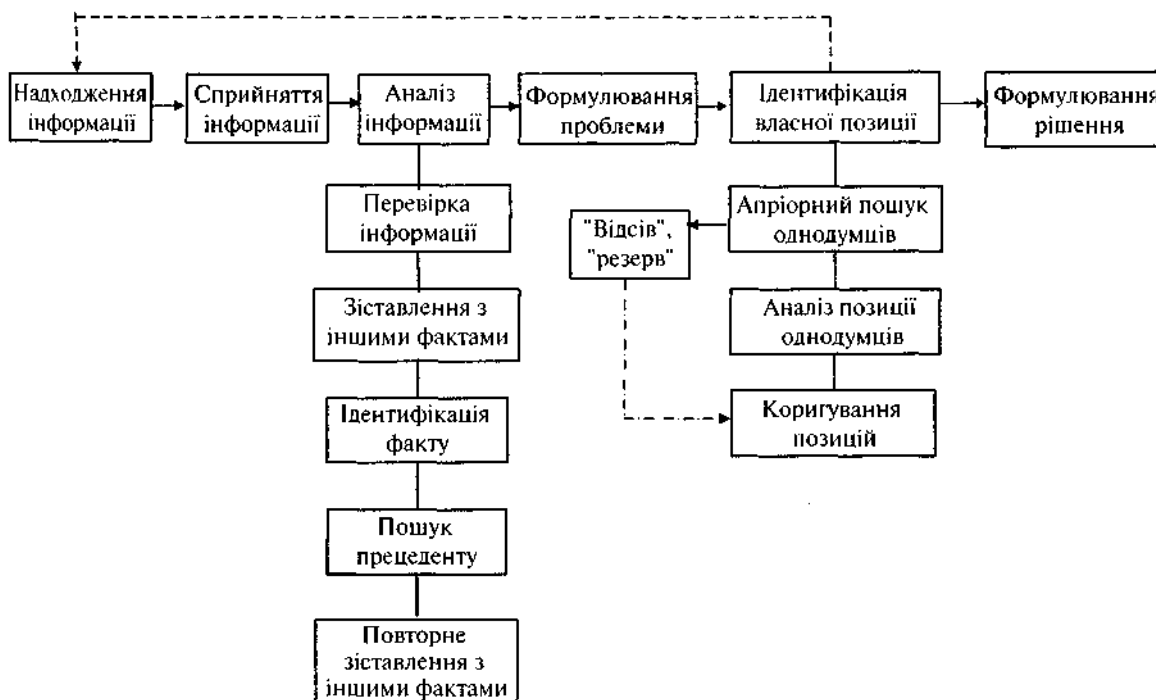 Надходження
інформації
Сприйняття
інформації
Аналіз
інформації
Формулювання
проблеми
Ідентифікація
власної позиції
Формулювання
рішення
Перевірка
інформації
Зіставлення з
іншими фактами
Ідентифікація
факту
Пошук
прецеденту
Повторне
зіставлення з
іншими фактами
Апріорний пошук
однодумців
"Відсів",
"резерв"
Аналіз позиції
однодумців
Коригування
позицій